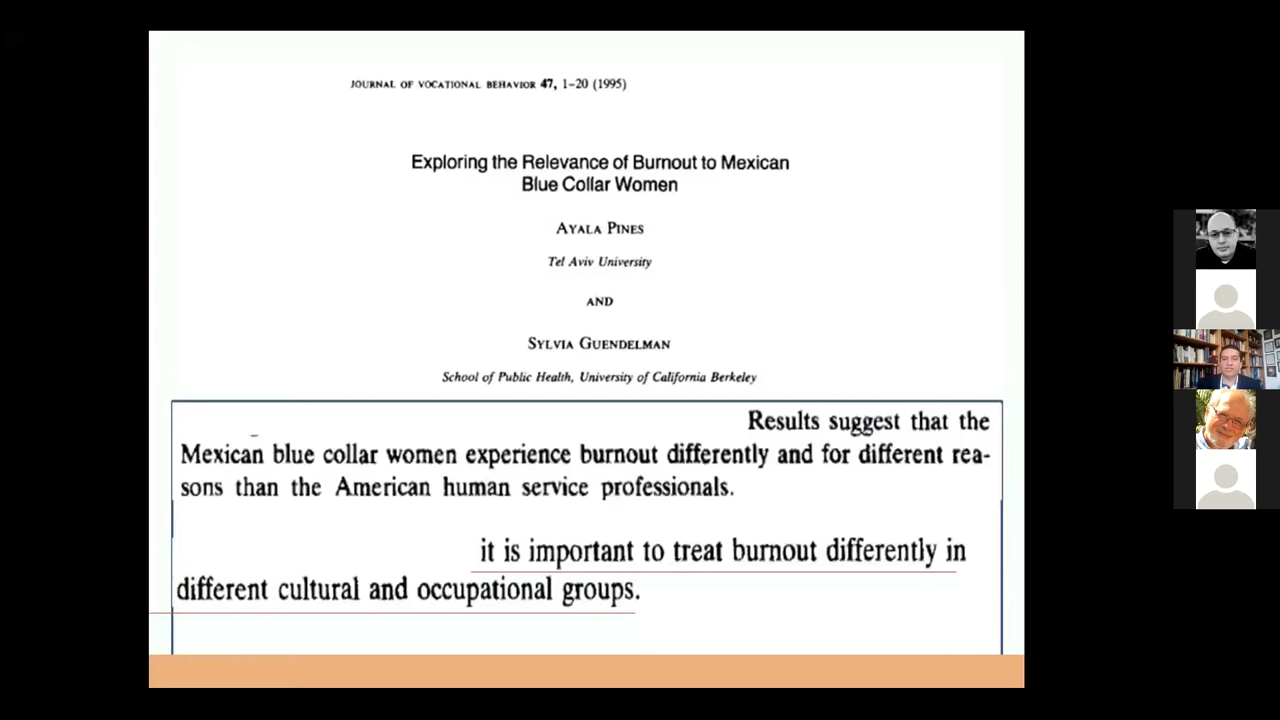 JOURNAL OF VOCATIONAL BEHAVIOR 47, 1–20 (1995)
Exploring the Relevance of Burnout to Mexican
Blue Collar Women
AYALA PINES
Tel Aviv University
AND
SYLVIA GUENDELMAN
School of Public Health, University of California Berkeley
Results suggest that the
Mexican blue collar women experience burnout differently and for different rea-
sons than the American human service professionals.
it is important to treat burnout differently in
different cultural and occupational groups.